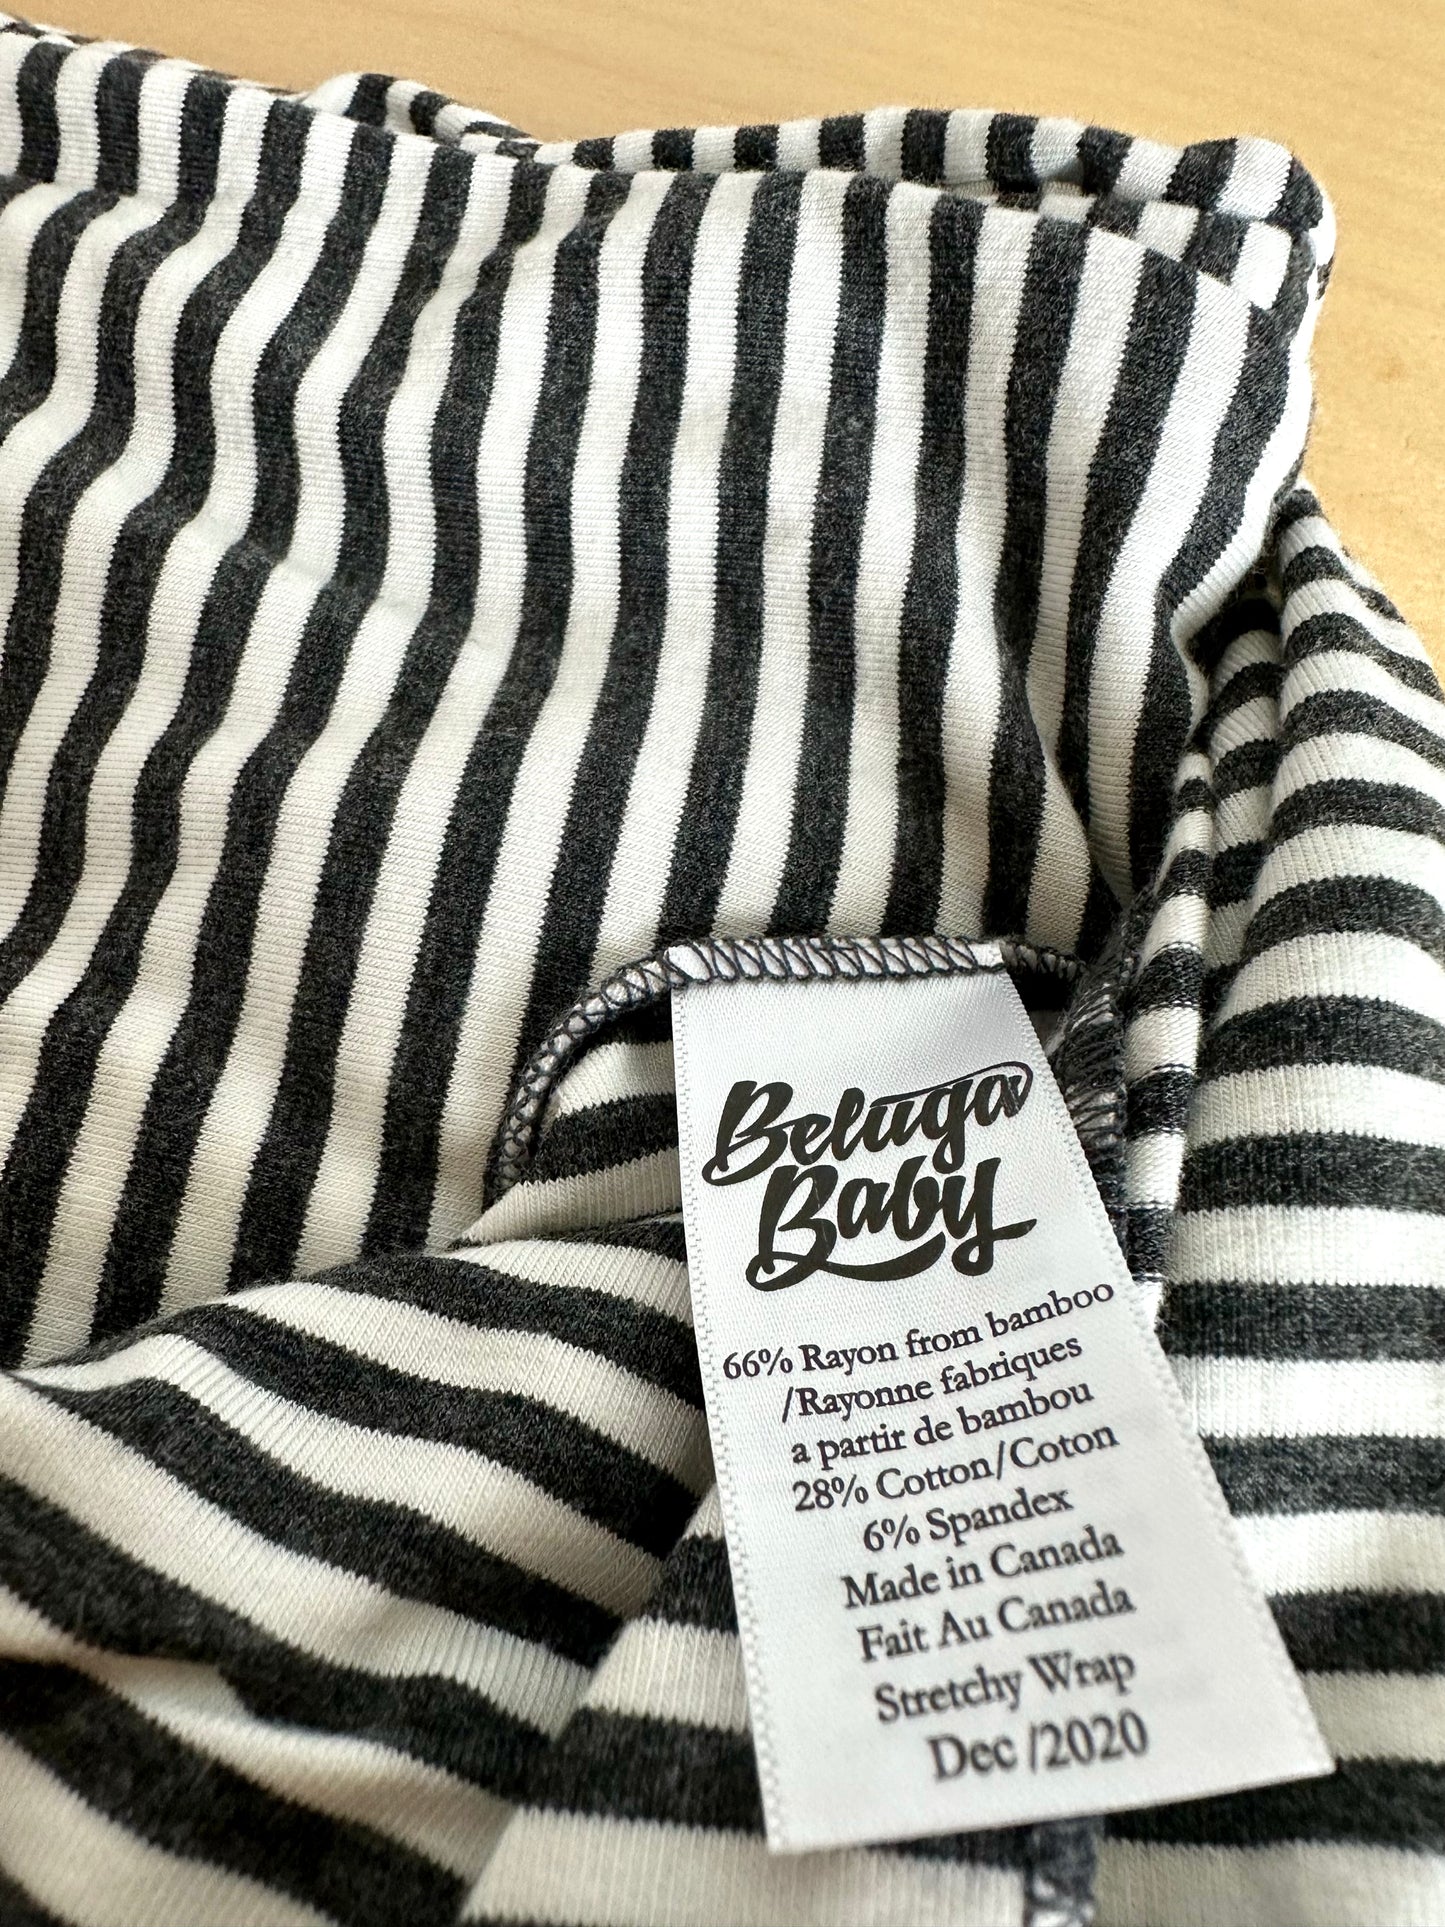 Beluga
Baby
66% Rayon from bamboo
/Rayonne fabriques
a partir de bambou
28% Cotton/Coton
6% Spandex
Made in Canada
Fait Au Canada
Stretchy Wrap
Dec /2020